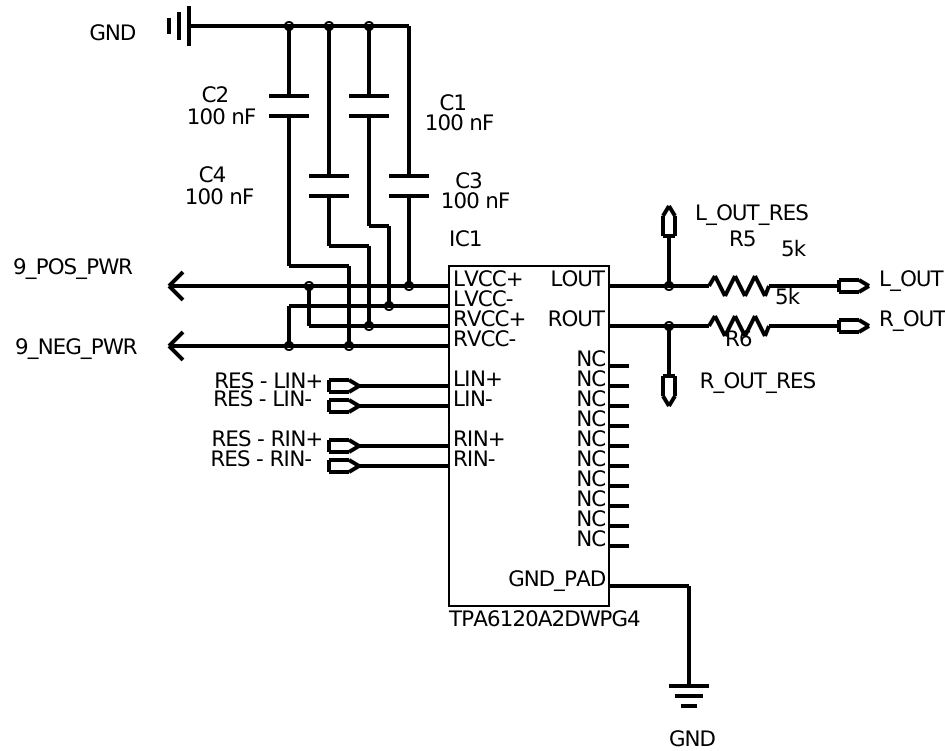 GND
C2
100 nF
C1
100 nF
C4
100 nF
C3
100 nF
L_OUT_RES
R5
5k
IC1
9_POS_PWR
LVCC+
LOUT
L_OUT
LVCC-
5k
RVCC+
ROUT
R_OUT
9_NEG_PWR
RVCC-
R6
NC
RES - LIN+
LIN+
NC
R_OUT_RES
RES - LIN-
LIN-
NC
NC
RES - RIN+
RIN+
NC
RES - RIN-
RIN-
NC
NC
NC
NC
NC
GND_PAD
TPA6120A2DWPG4
GND